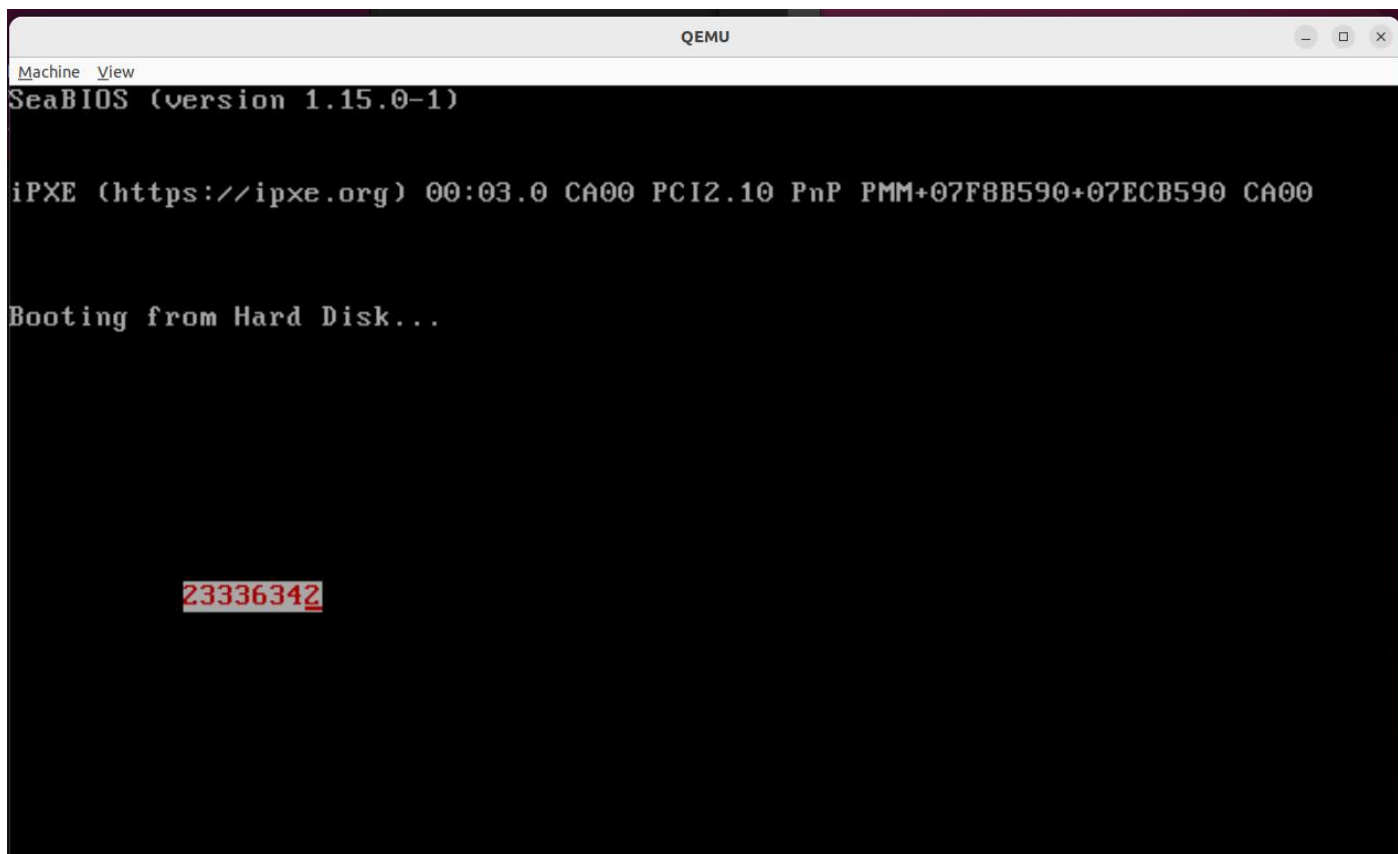 QEMU
Machine View
SeaBIOS (version 1.15.0-1)
iPXE (https://ipxe.org) 00:03.0 CA00 PCI2.10 PnP PMM+07F8B590+07ECB590 CA00
Booting from Hard Disk...
23336342